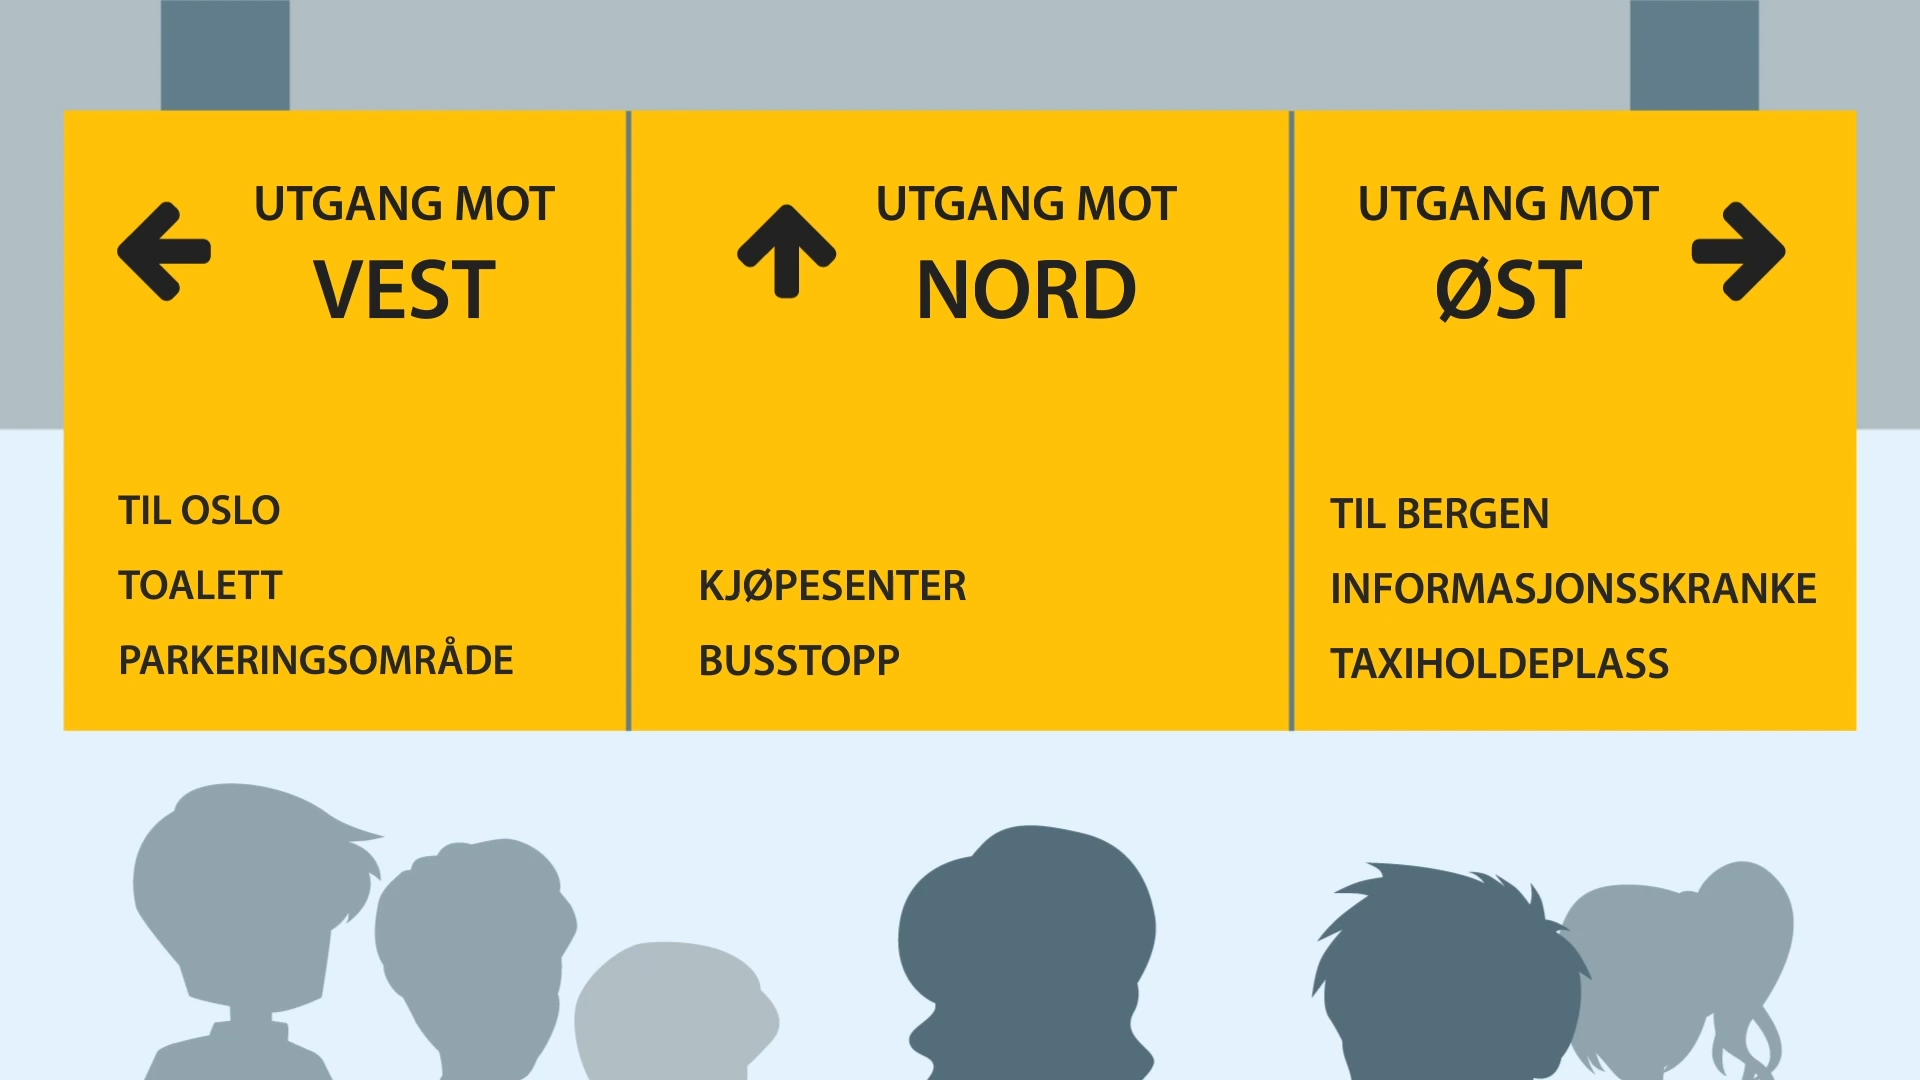 UTGANG MOT
VEST
TIL OSLO
TOALETT
PARKERINGSOMRÅDE
UTGANG MOT
NORD
KJØPESENTER
BUSSTOPP
UTGANG MOT
ØST
TIL BERGEN
INFORMASJONSSKRANKE
TAXIHOLDEPLASS